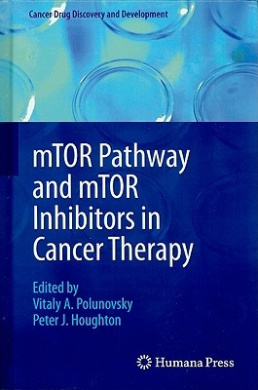 Cancer Drug Discovery and Development
mTOR Pathway
and mTOR
Inhibitors in
Cancer Therapy
Edited by
Vitaly A. Polunovsky
Peter J. Houghton
Humana Press